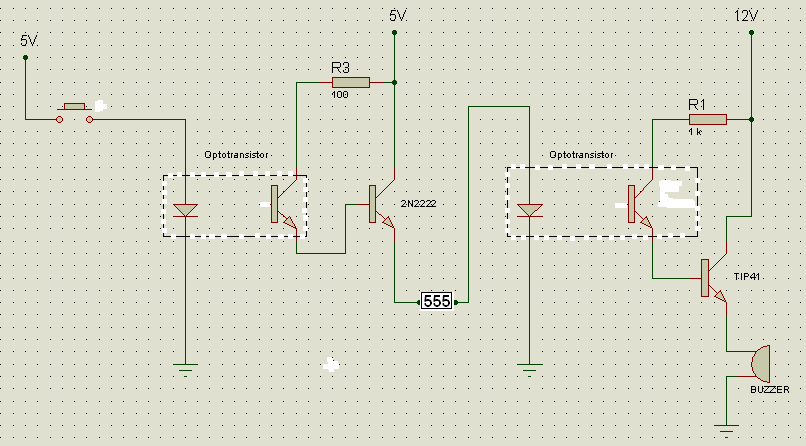 5V
5V
12V
R3
100
R1
1 k
Optotransistor
Optotransistor
2N2222
555
TIP41
BUZZER